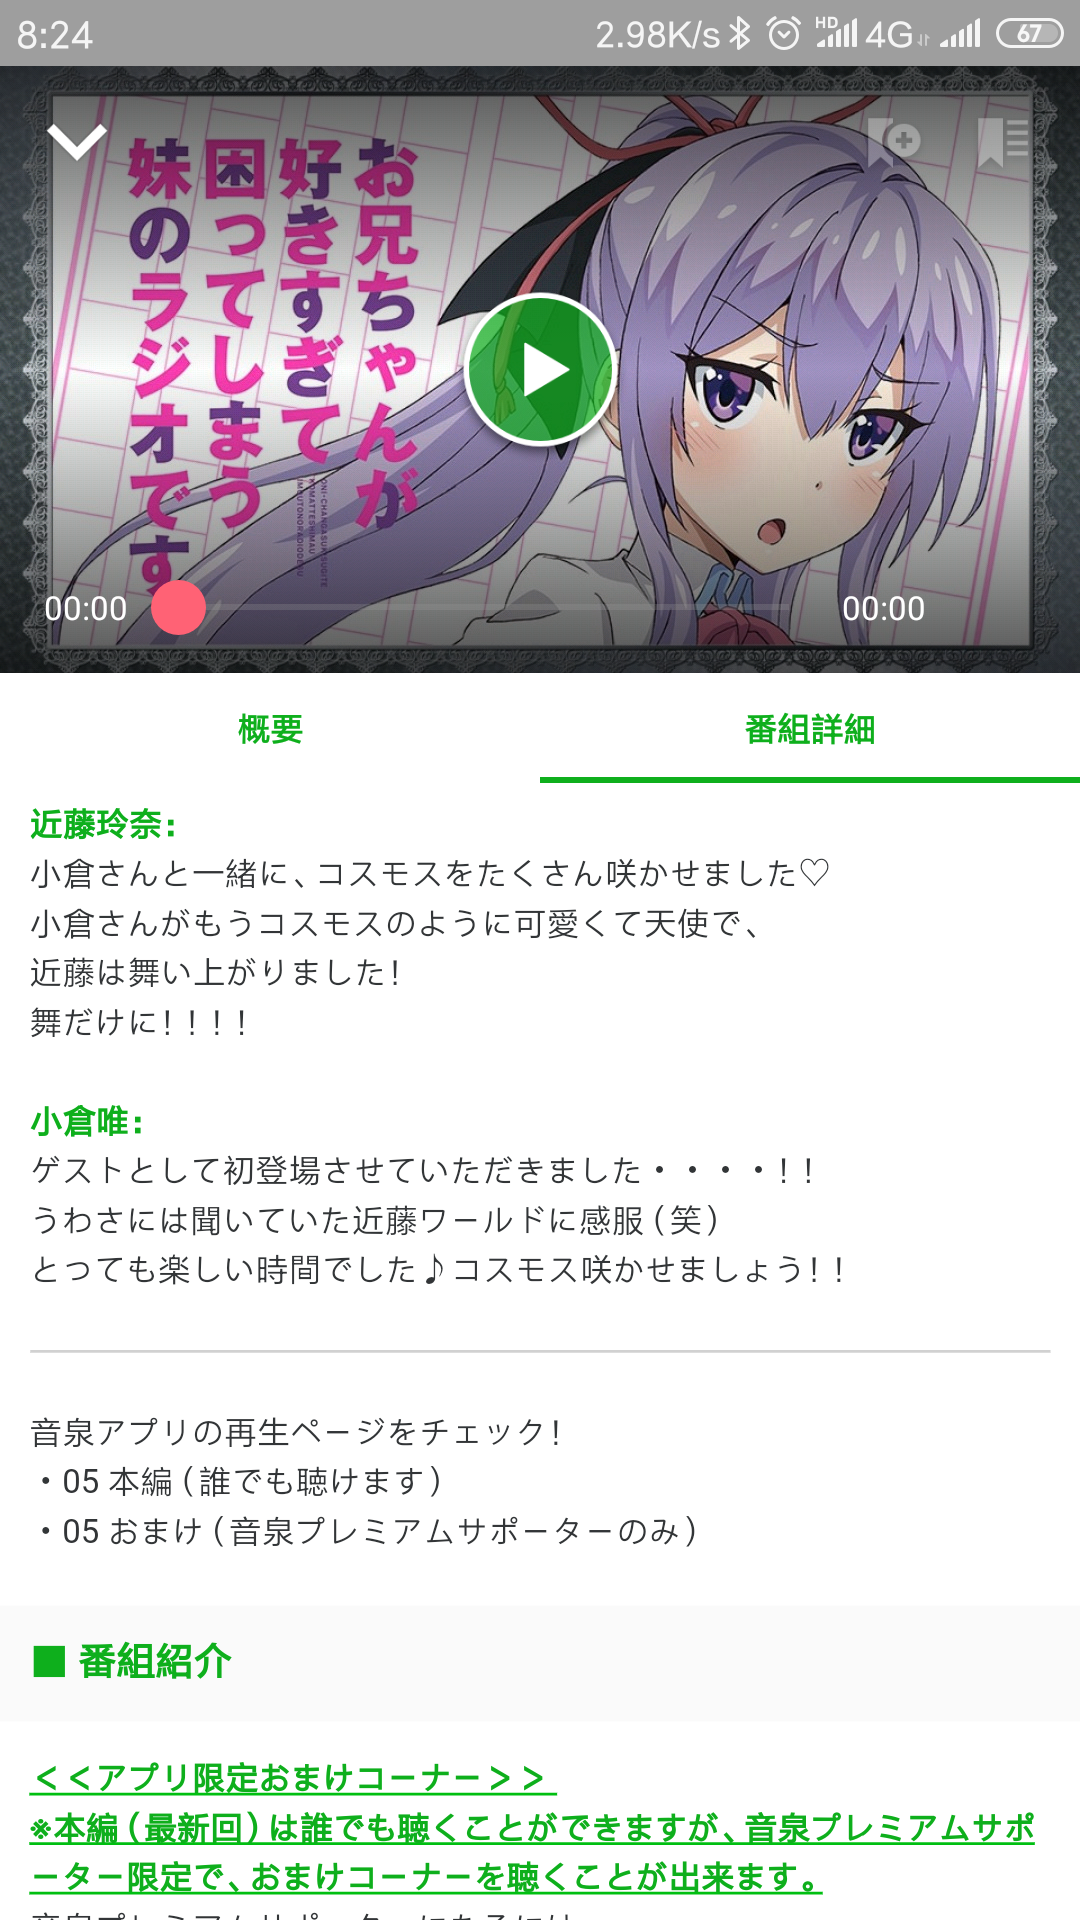 8:24
2.98K/s HD 4G 67
お兄ちゃんが
好きすぎて
困ってしまう
妹のラジオです
00:00
00:00
概要
番組詳細
近藤玲奈：
小倉さんと一緒に、コスモスをたくさん咲かせました♡
小倉さんがもうコスモスのように可愛くて天使で、
近藤は舞い上がりました！
舞だけに！！！！
小倉唯：
ゲストとして初登場させていただきました・・・・！！
うわさには聞いていた近藤ワールドに感服（笑）
とっても楽しい時間でした♪コスモス咲かせましょう！！
音泉アプリの再生ページをチェック！
・05 本編（誰でも聴けます）
・05 おまけ（音泉プレミアムサポーターのみ）
■ 番組紹介
＜＜アプリ限定おまけコーナー＞＞
※本編（最新回）は誰でも聴くことができますが、音泉プレミアムサポ
ーター限定で、おまけコーナーを聴くことが出来ます。